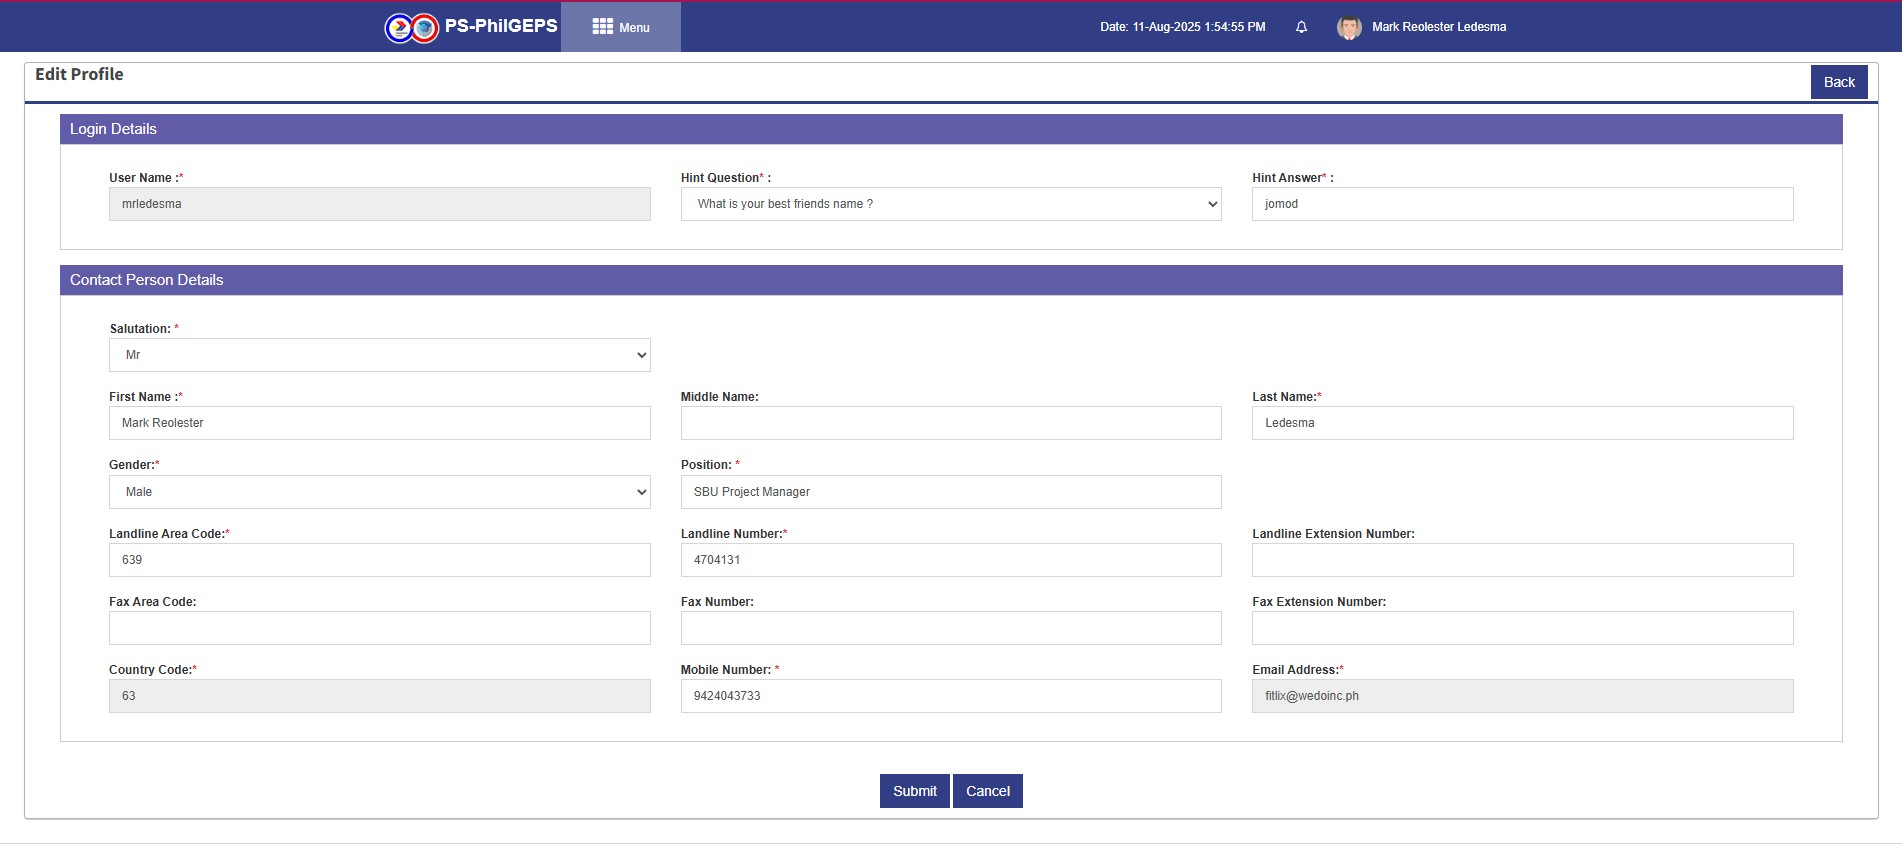 PS-PhilGEPS
Menu
Date: 11-Aug-2025 1:54:55 PM
Mark Reolester Ledesma
Edit Profile
Back
Login Details
User Name :* Hint Question* : Hint Answer* :
mrledesma What is your best friends name ? jomod
Contact Person Details
Salutation: *
Mr
First Name :* Middle Name: Last Name:*
Mark Reolester Ledesma
Gender:* Position: *
Male SBU Project Manager
Landline Area Code:* Landline Number:* Landline Extension Number:
639 4704131
Fax Area Code: Fax Number: Fax Extension Number:
Country Code:* Mobile Number: * Email Address:*
63 9424043733 fitlix@wedoinc.ph
Submit Cancel